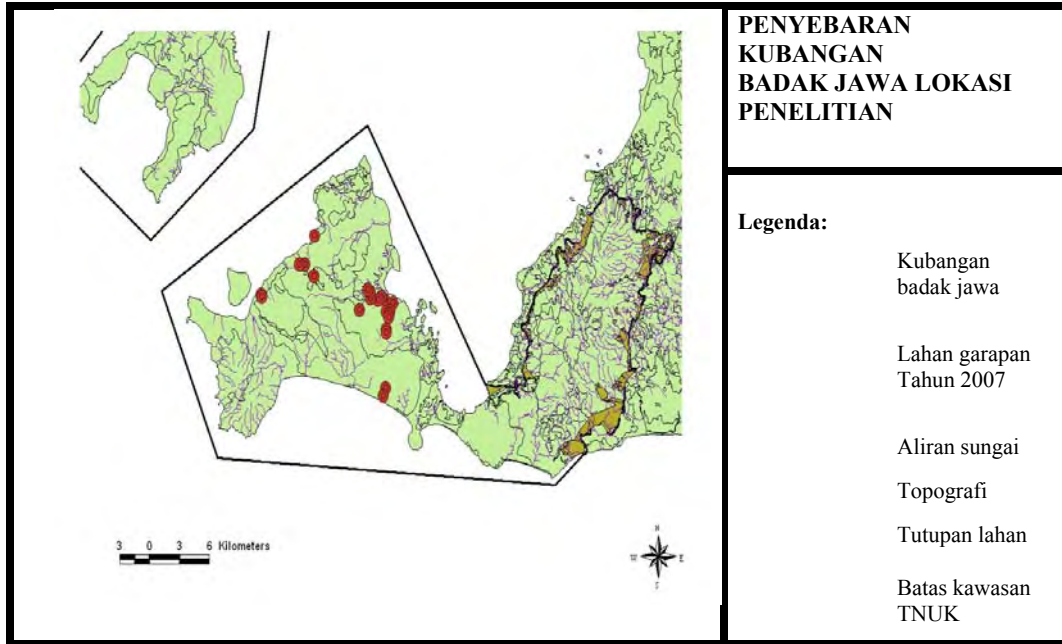 PENYEBARAN
KUBANGAN
BADAK JAWA LOKASI
PENELITIAN
Legenda:
Kubangan
badak jawa
Lahan garapan
Tahun 2007
Aliran sungai
Topografi
Tutupan lahan
Batas kawasan
TNUK
3 0 3 6 Kilometers
N
W E
S